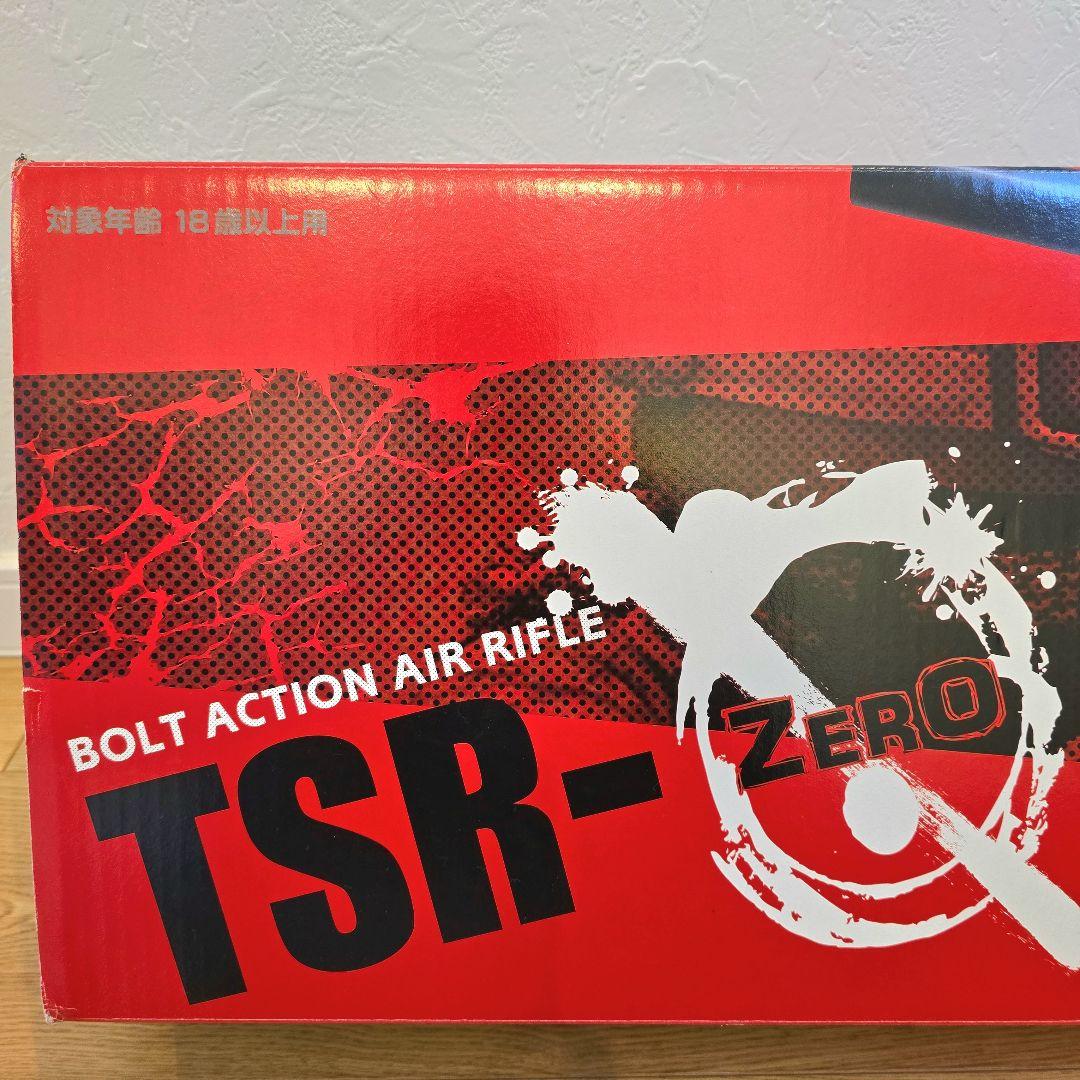 対象年齢 18歳以上用
BOLT ACTION AIR RIFLE
TSR-
ZERO